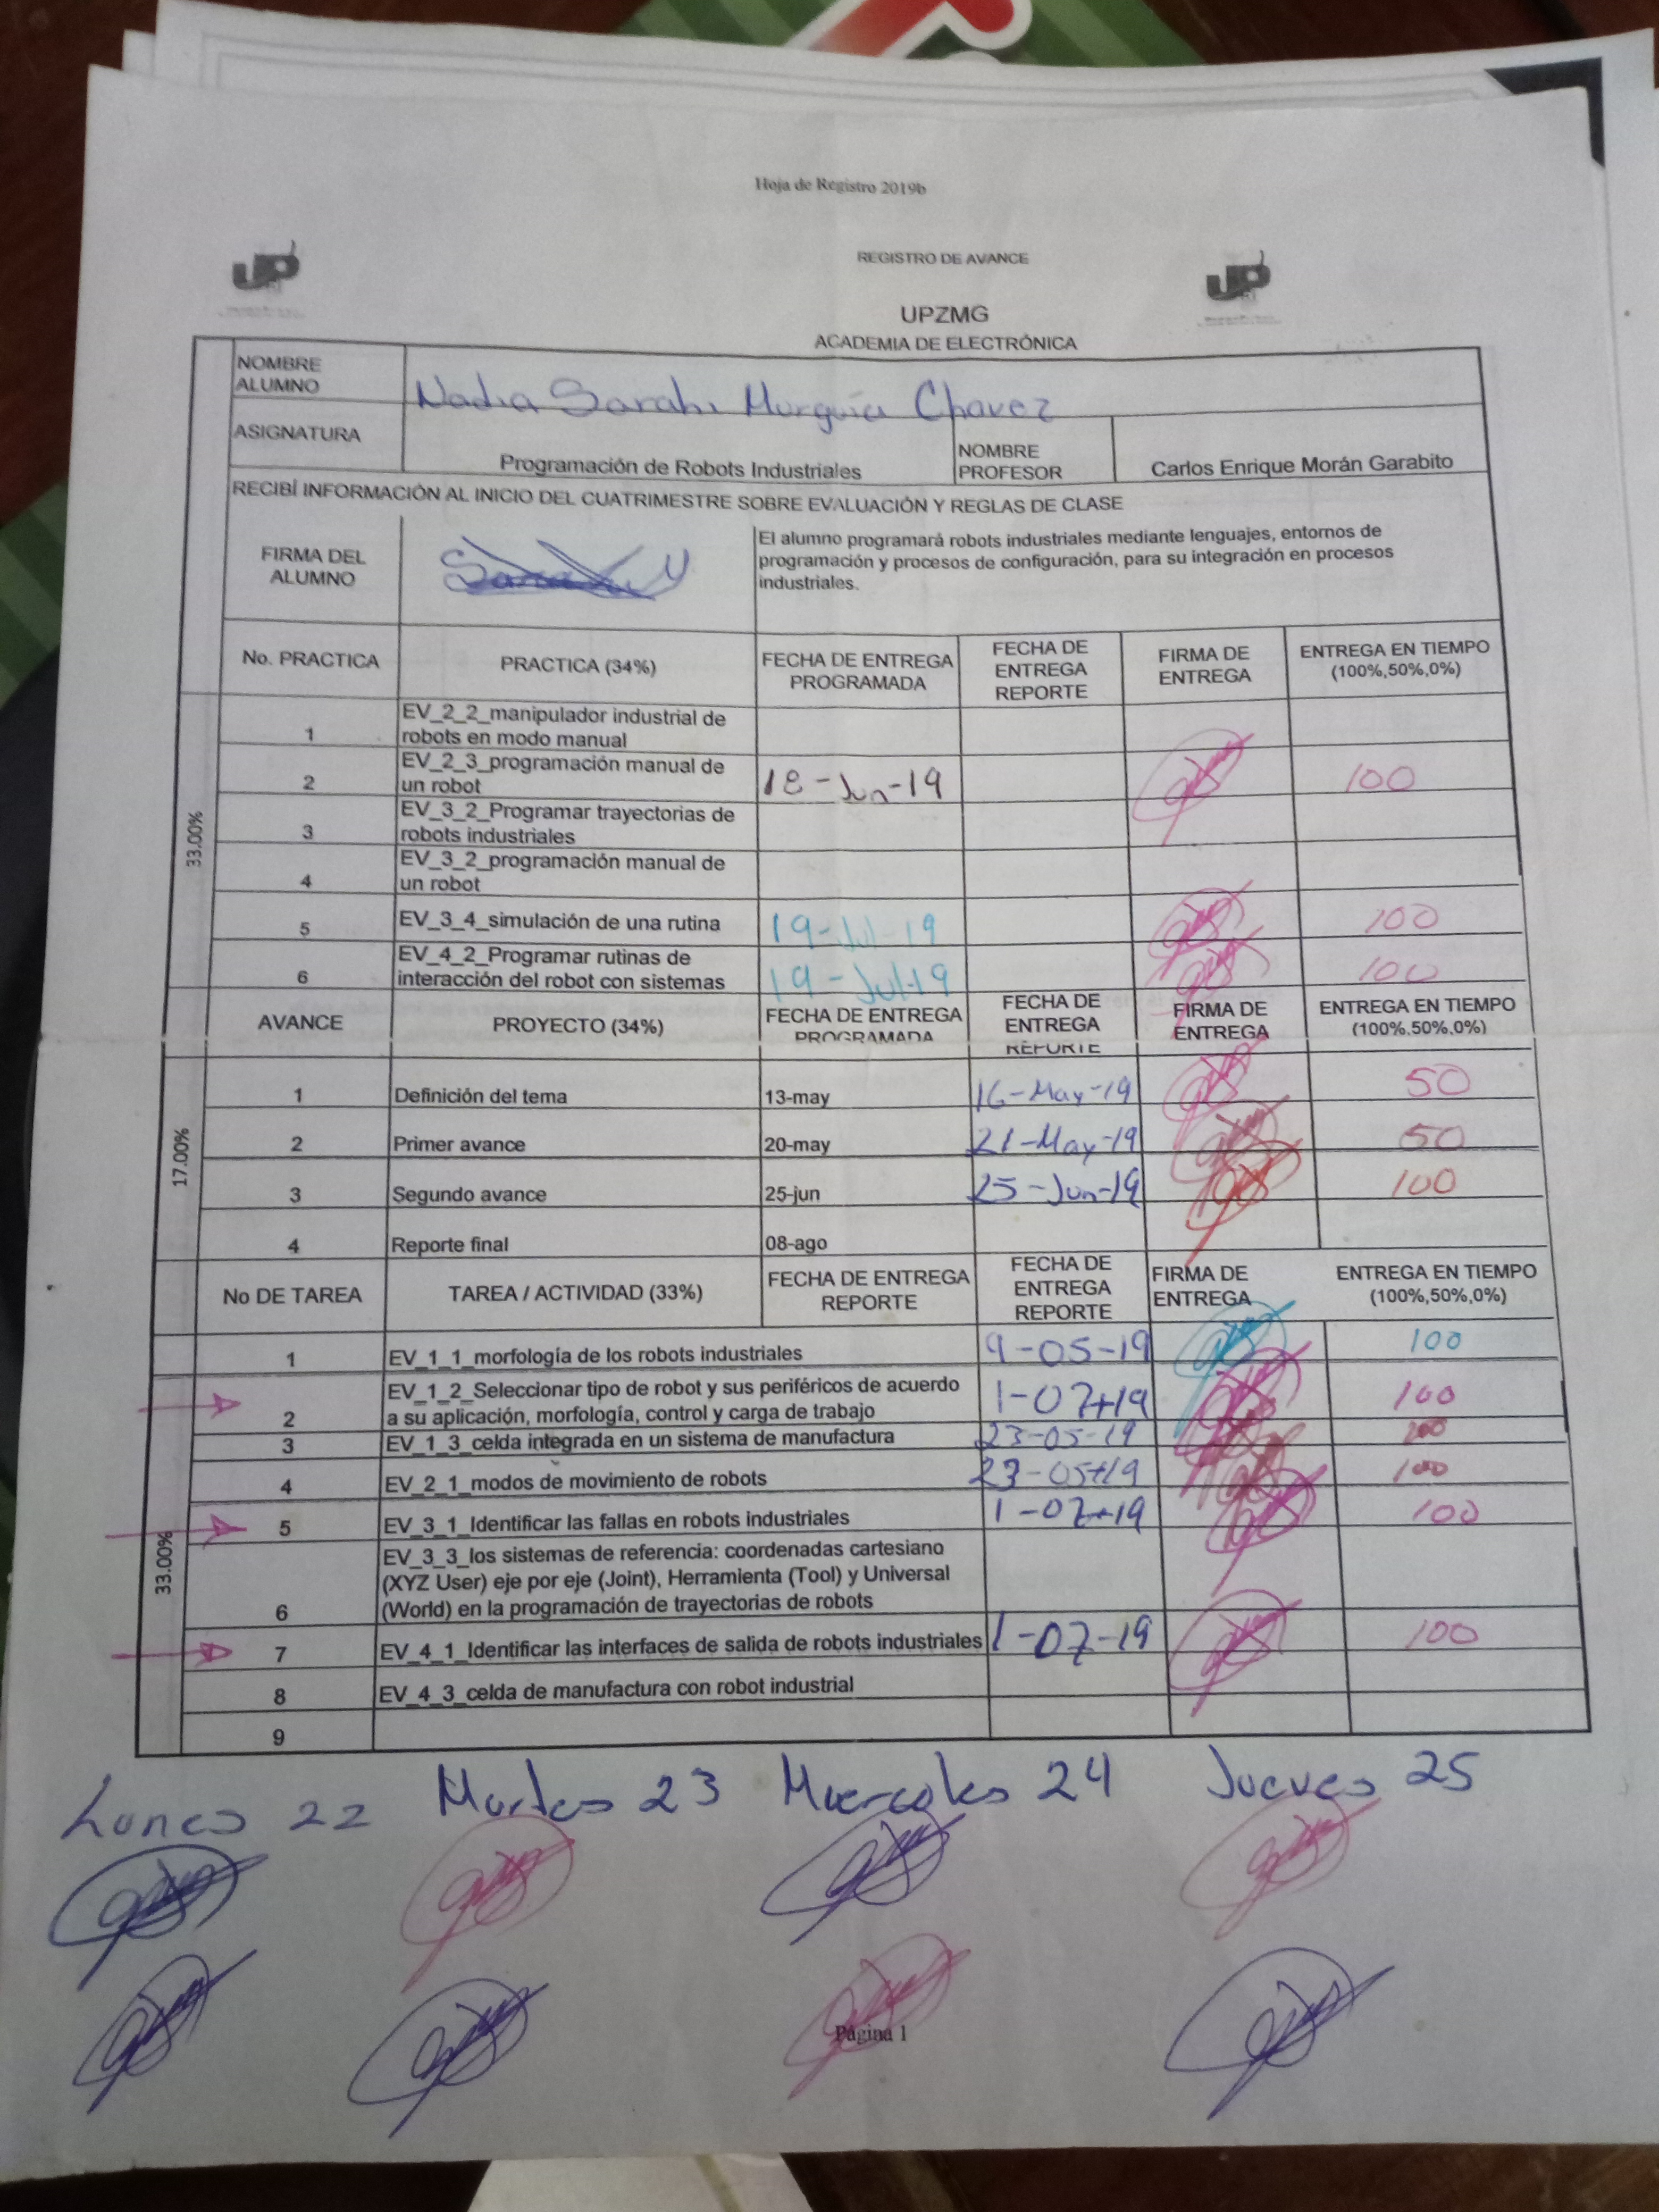 Hoja de Registro 2019b
REGISTRO DE AVANCE
UP UP
UPZMG
ACADEMIA DE ELECTRÓNICA
NOMBRE ALUMNO Nadia Sarahi Murguía Chavez
ASIGNATURA Programación de Robots Industriales NOMBRE PROFESOR Carlos Enrique Morán Garabito
RECIBÍ INFORMACIÓN AL INICIO DEL CUATRIMESTRE SOBRE EVALUACIÓN Y REGLAS DE CLASE
FIRMA DEL ALUMNO
El alumno programará robots industriales mediante lenguajes, entornos de
programación y procesos de configuración, para su integración en procesos
industriales.
No. PRACTICA PRACTICA (34%) FECHA DE ENTREGA PROGRAMADA FECHA DE ENTREGA REPORTE FIRMA DE ENTREGA ENTREGA EN TIEMPO (100%,50%,0%)
33.00%
1 EV_2_2_manipulador industrial de robots en modo manual
2 EV_2_3_programación manual de un robot 18-Jun-19 100
3 EV_3_2_Programar trayectorias de robots industriales
4 EV_3_2_programación manual de un robot
5 EV_3_4_simulación de una rutina 19-Jul-19 100
6 EV_4_2_Programar rutinas de interacción del robot con sistemas 19-Jul-19 100
AVANCE PROYECTO (34%) FECHA DE ENTREGA PROGRAMADA FECHA DE ENTREGA REPORTE FIRMA DE ENTREGA ENTREGA EN TIEMPO (100%.50%,0%)
17.00%
1 Definición del tema 13-may 16-May-19 50
2 Primer avance 20-may 21-May-19 50
3 Segundo avance 25-jun 25-Jun-19 100
4 Reporte final 08-ago
No DE TAREA TAREA / ACTIVIDAD (33%) FECHA DE ENTREGA REPORTE FECHA DE ENTREGA REPORTE FIRMA DE ENTREGA ENTREGA EN TIEMPO (100%,50%,0%)
33.00%
1 EV_1_1_morfología de los robots industriales 9-05-19 100
2 EV_1_2_Seleccionar tipo de robot y sus periféricos de acuerdo a su aplicación, morfología, control y carga de trabajo 1-07-19 100
3 EV_1_3_celda integrada en un sistema de manufactura 23-05-19 100
4 EV_2_1_modos de movimiento de robots 23-05-19 100
5 EV_3_1_Identificar las fallas en robots industriales 1-07-19 100
6 EV_3_3_los sistemas de referencia: coordenadas cartesiano (XYZ User) eje por eje (Joint), Herramienta (Tool) y Universal (World) en la programación de trayectorias de robots
7 EV_4_1_Identificar las interfaces de salida de robots industriales 1-07-19 100
8 EV_4_3_celda de manufactura con robot industrial
9
Lunes 22 Martes 23 Miercoles 24 Jueves 25
Página 1